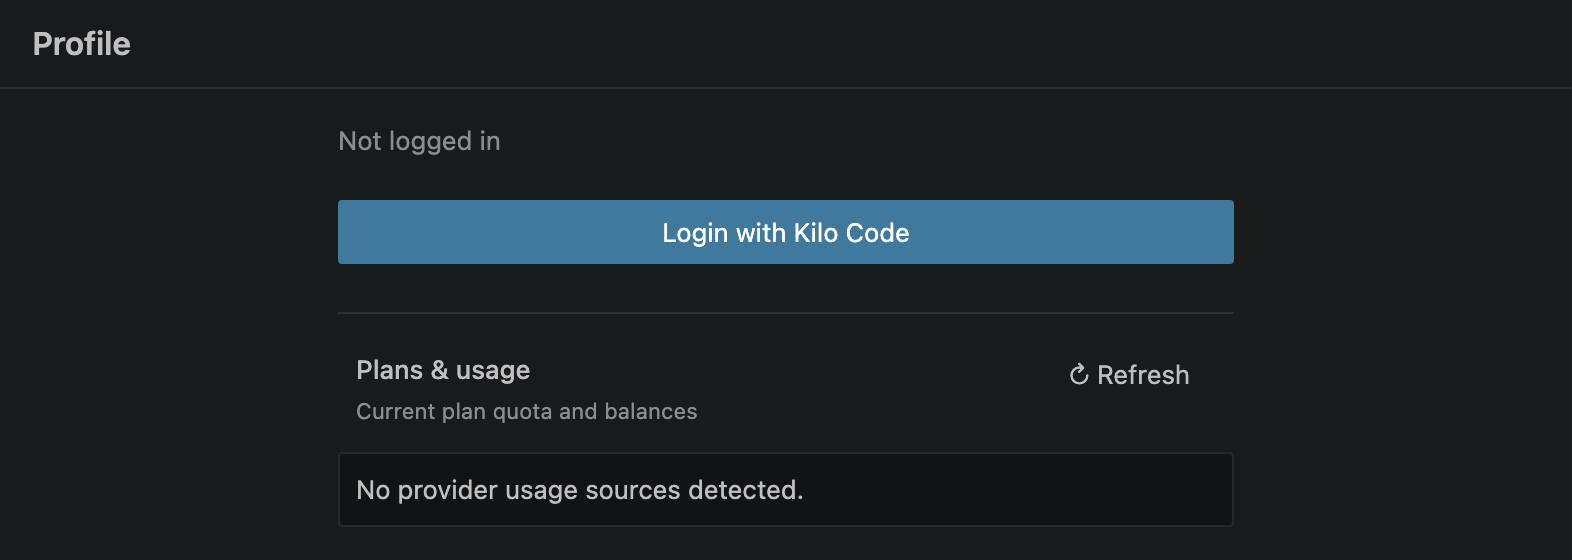 Profile
Not logged in
Login with Kilo Code
Plans & usage
Refresh
Current plan quota and balances
No provider usage sources detected.